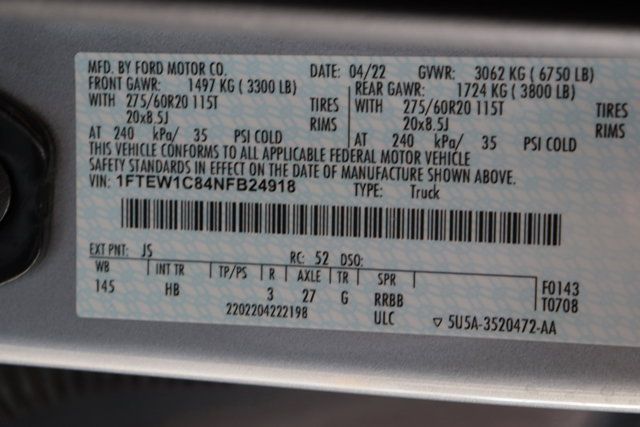 MFD. BY FORD MOTOR CO. DATE: 04/22 GVWR: 3062 KG (6750 LB)
FRONT GAWR: 1497 KG (3300 LB) REAR GAWR: 1724 KG (3800 LB)
WITH 275/60R20 115T TIRES WITH 275/60R20 115T TIRES
20x8.5J RIMS 20x8.5J RIMS
AT 240 kPa/ 35 PSI COLD AT 240 kPa/ 35 PSI COLD
THIS VEHICLE CONFORMS TO ALL APPLICABLE FEDERAL MOTOR VEHICLE
SAFETY STANDARDS IN EFFECT ON THE DATE OF MANUFACTURE SHOWN ABOVE.
VIN: 1FTEW1C84NFB24918 TYPE: Truck
EXT PNT: JS RC: 52 DSO:
WB INT TR TP/PS R AXLE TR SPR F0143
145 HB 3 27 G RRBB T0708
2202204222198 ULC ▽ 5U5A-3520472-AA